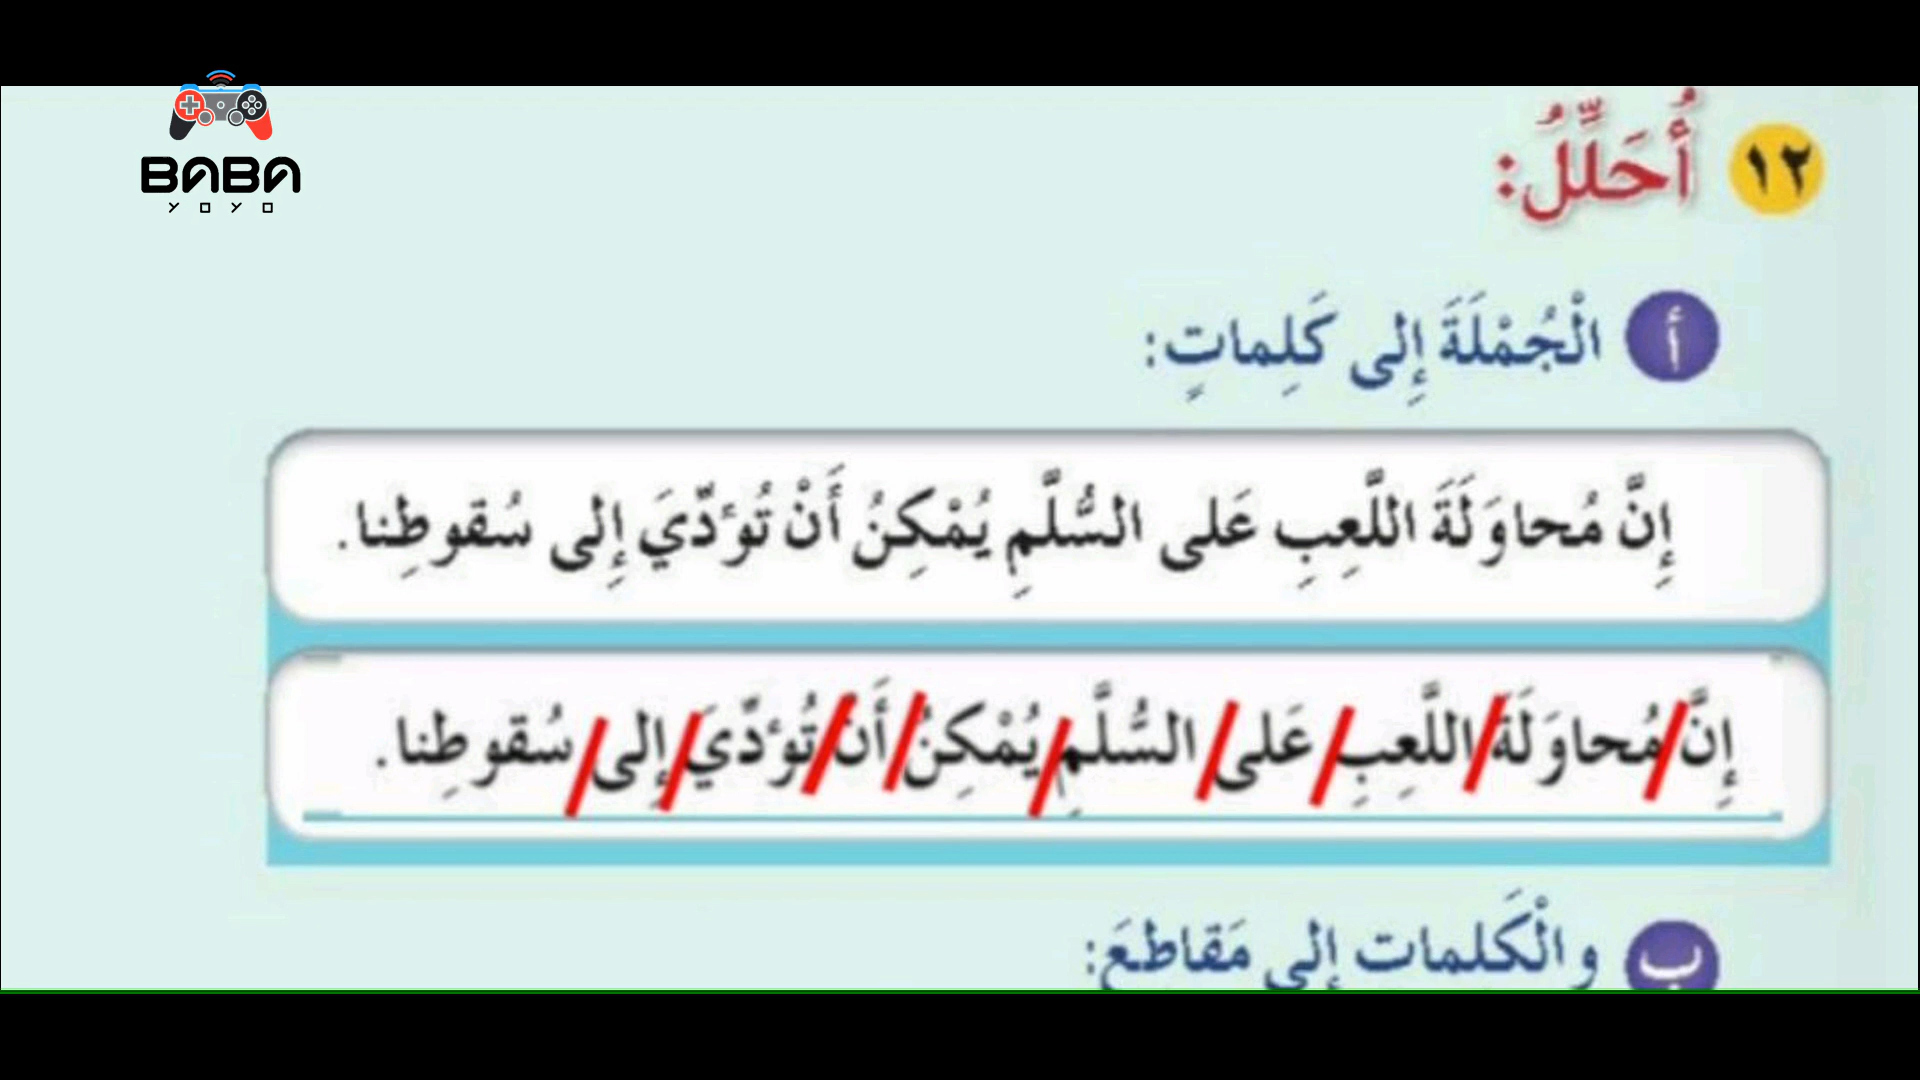 BABA
YOYO
١٢ أُحَلِّلُ:
أ الْجُمْلَةَ إِلى كَلِماتٍ:
إِنَّ مُحاوَلَةَ اللَّعِبِ عَلى السُّلَّمِ يُمْكِنُ أَنْ تُوَدِّيَ إِلى سُقوطِنا.
إِنَّ/مُحاوَلَةَ/اللَّعِبِ/عَلى/السُّلَّمِ/يُمْكِنُ/أَنْ/تُؤَدِّيَ/إِلى/سُقوطِنا.
ب والْكَلِمات إِلى مَقاطعَ: